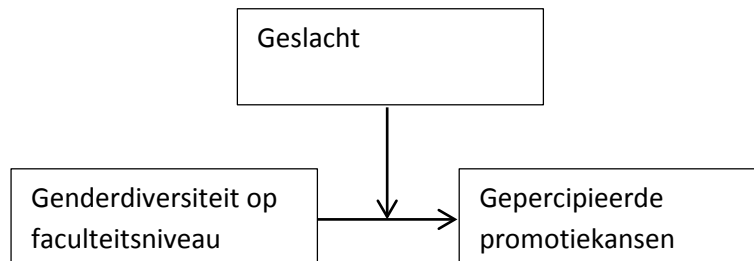 Geslacht
Genderdiversiteit op
faculteitsniveau
Gepercipieerde
promotiekansen